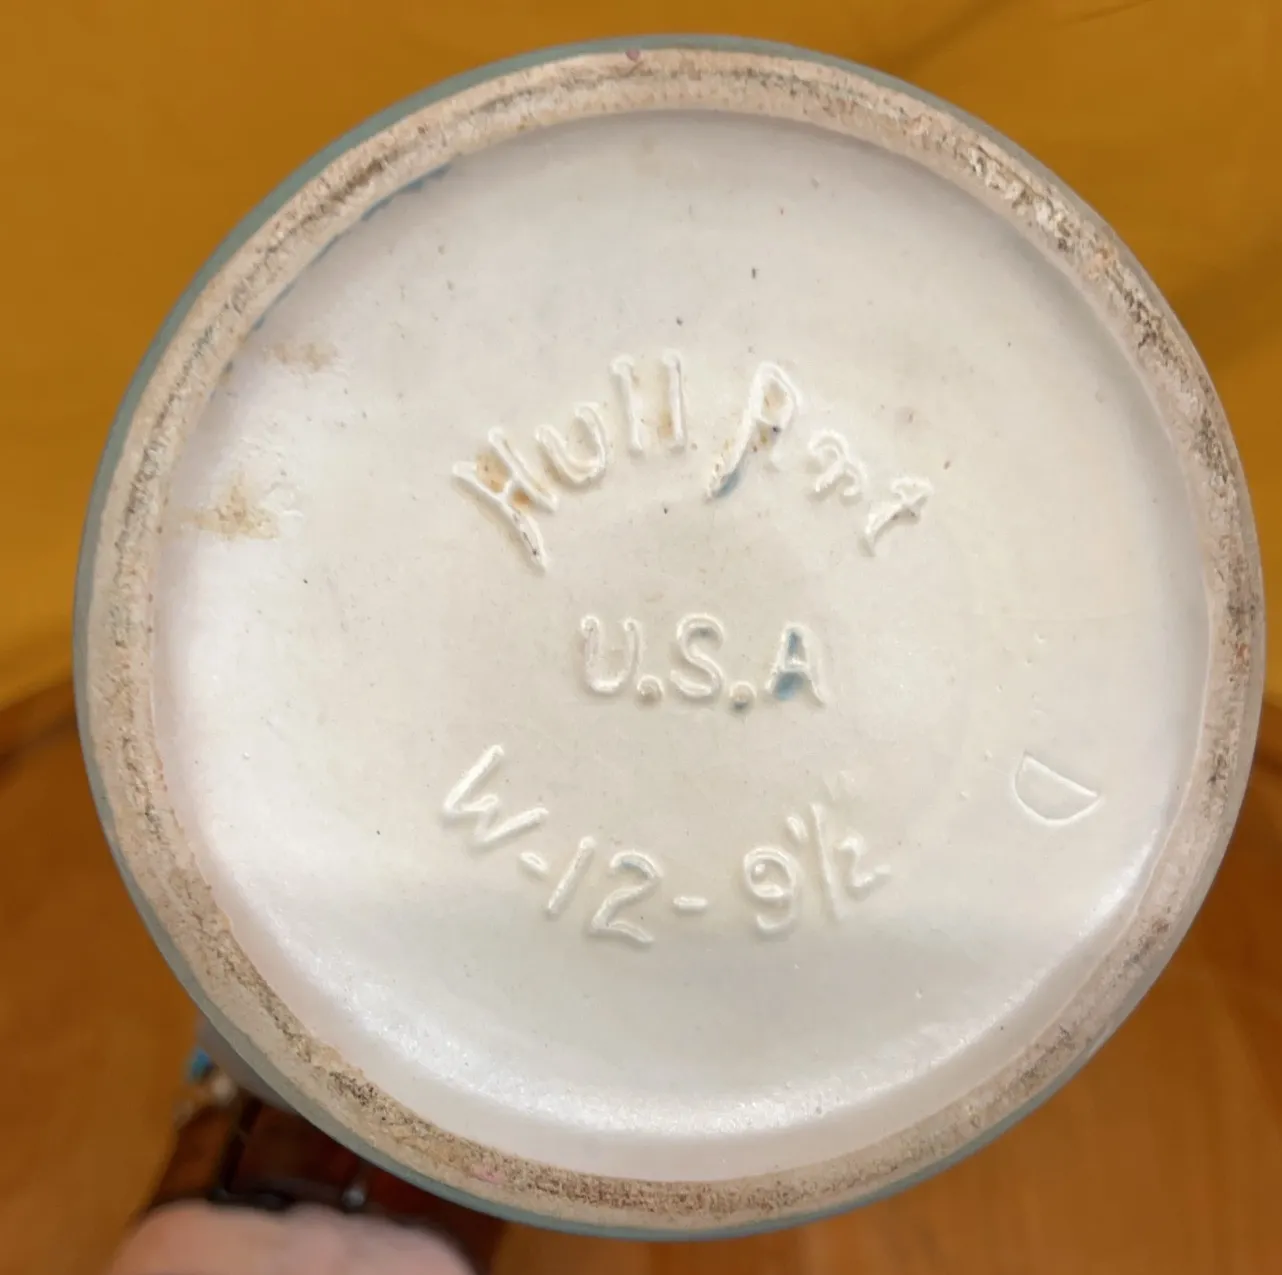 Hull Art
U.S.A
W-12-9½
D